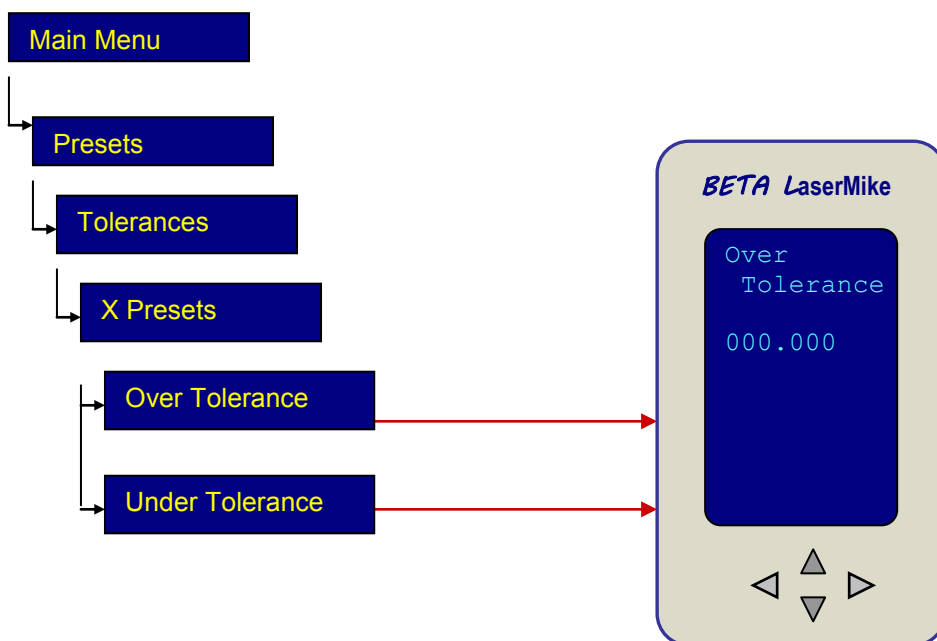 Main Menu
Presets
Tolerances
X Presets
Over Tolerance
Under Tolerance
BETA LaserMike
Over
Tolerance
000.000